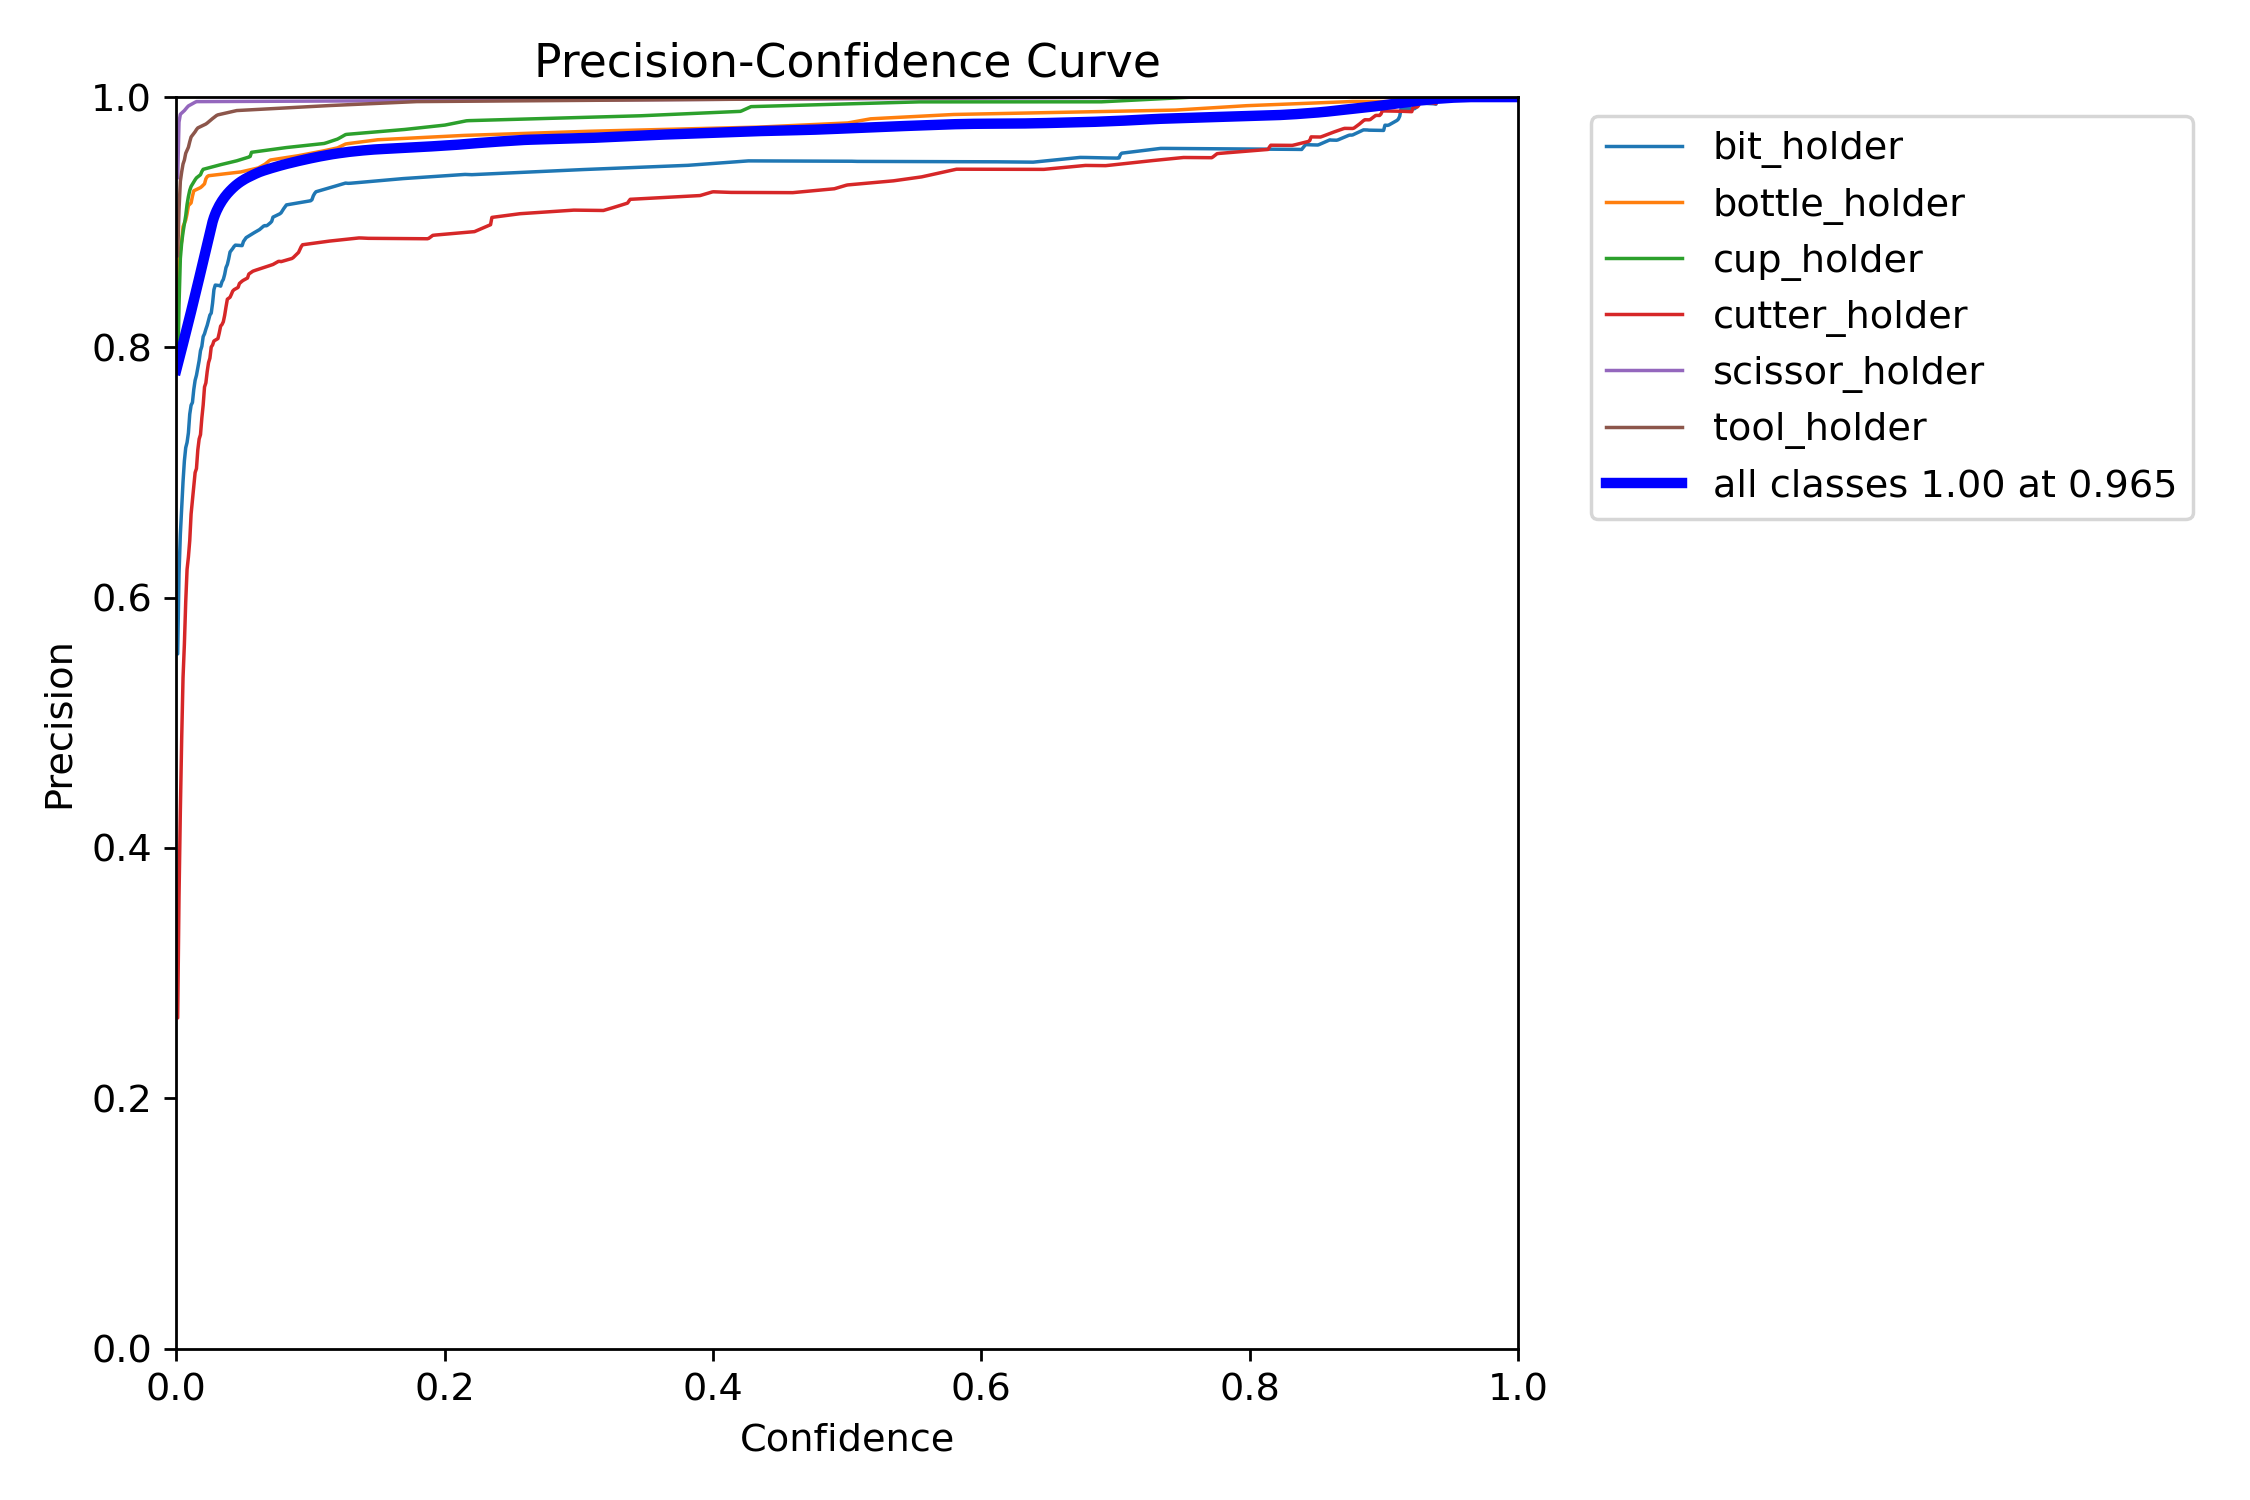 Precision-Confidence Curve
1.0
0.8
0.6
0.4
0.2
0.0
Precision
0.0 0.2 0.4 0.6 0.8 1.0
Confidence
bit_holder
bottle_holder
cup_holder
cutter_holder
scissor_holder
tool_holder
all classes 1.00 at 0.965